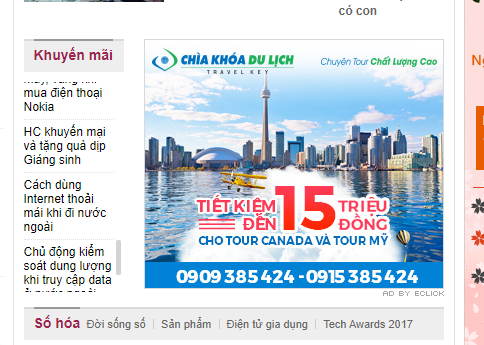 có con
Khuyến mãi
mua điện thoại
Nokia
HC khuyến mại
và tặng quà dịp
Giáng sinh
Cách dùng
Internet thoải
mái khi đi nước
ngoài
Chủ động kiểm
soát dung lượng
khi truy cập data
CHÌA KHÓA DU LỊCH
TRAVEL KEY
Chuyên Tour Chất Lượng Cao
TIẾT KIỆM
ĐẾN
15 TRIỆU
ĐỒNG
CHO TOUR CANADA VÀ TOUR MỸ
0909 385 424 -0915 385 424
AD BY ECLICK
Số hóa
Đời sống số
Sản phẩm
Điện tử gia dụng
Tech Awards 2017